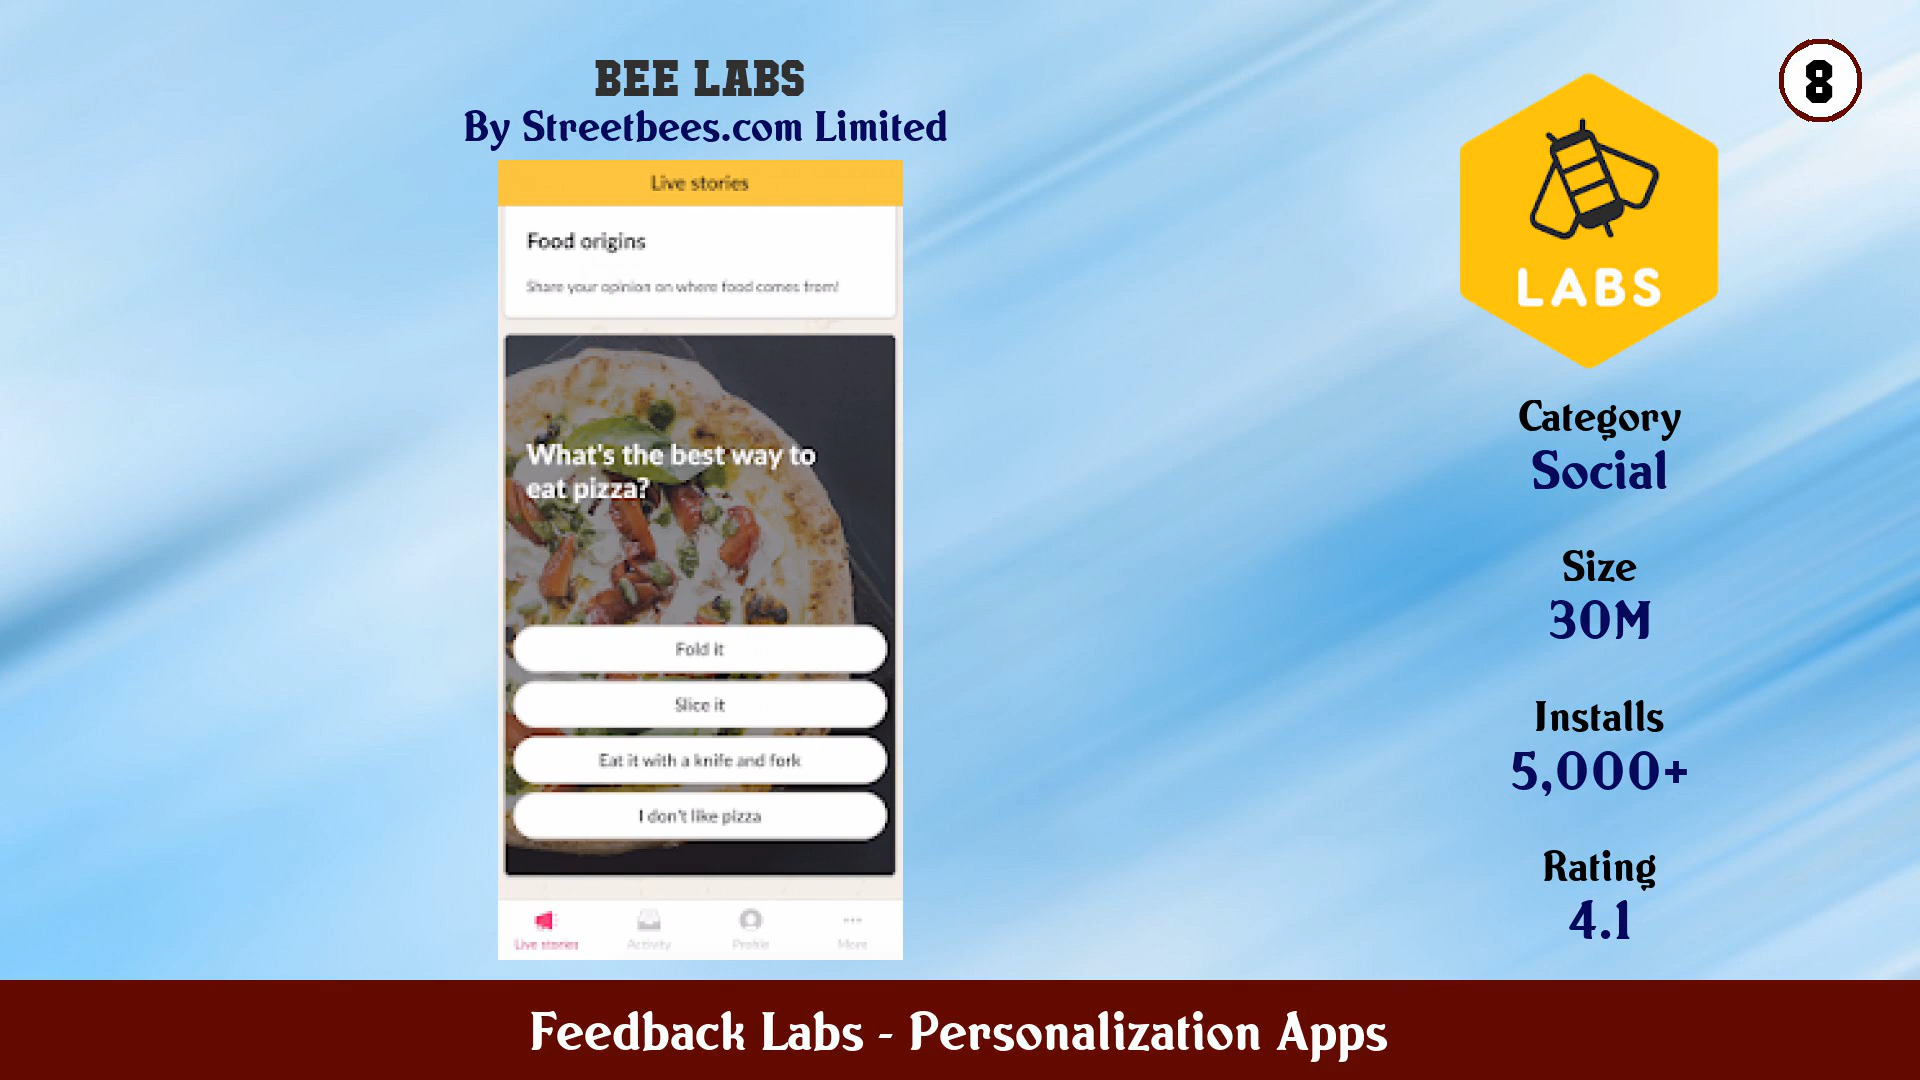 BEE LABS
By Streetbees.com Limited
8
Live stories
Food origins
Share your opinion on where food comes from!
What's the best way to
eat pizza?
Fold it
Slice it
Eat it with a knife and fork
I don't like pizza
Live stories
Activity
Profile
More
LABS
Category
Social
Size
30M
Installs
5,000+
Rating
4.1
Feedback Labs - Personalization Apps